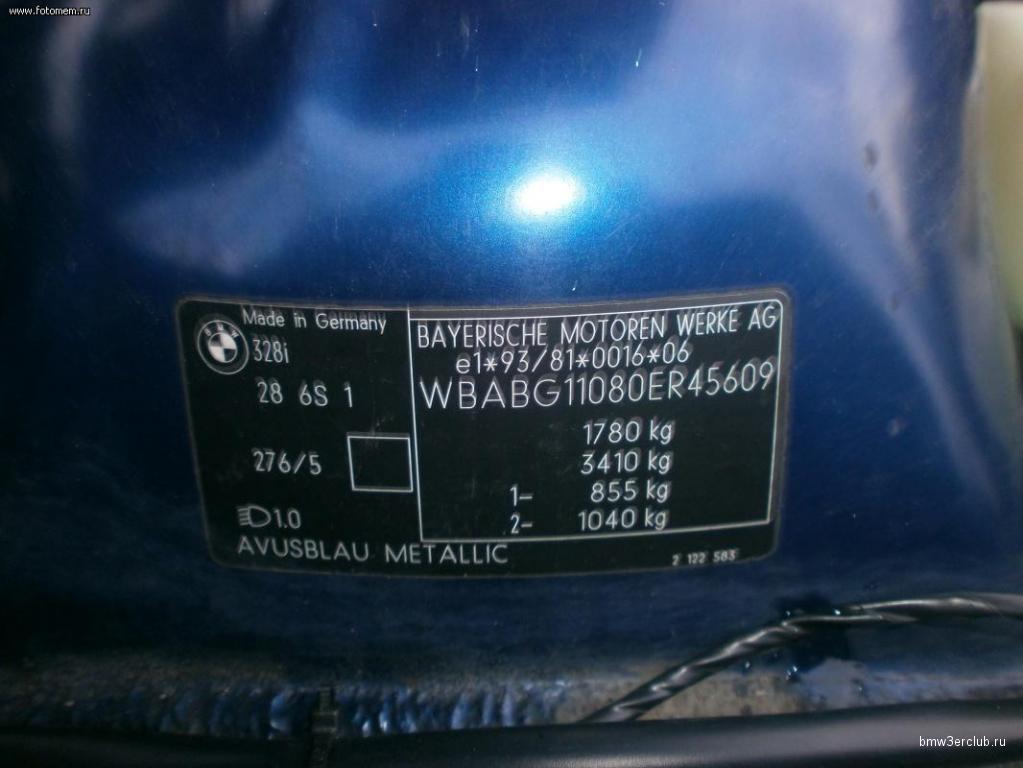 www.fotomem.ru
BMW
Made in Germany
328i
28 6S 1
276/5
1.0
AVUSBLAU METALLIC
BAYERISCHE MOTOREN WERKE AG
e1*93/81*0016*06
WBABG11080ER45609
1780 kg
3410 kg
1- 855 kg
2- 1040 kg
2 122 583
bmw3erclub.ru